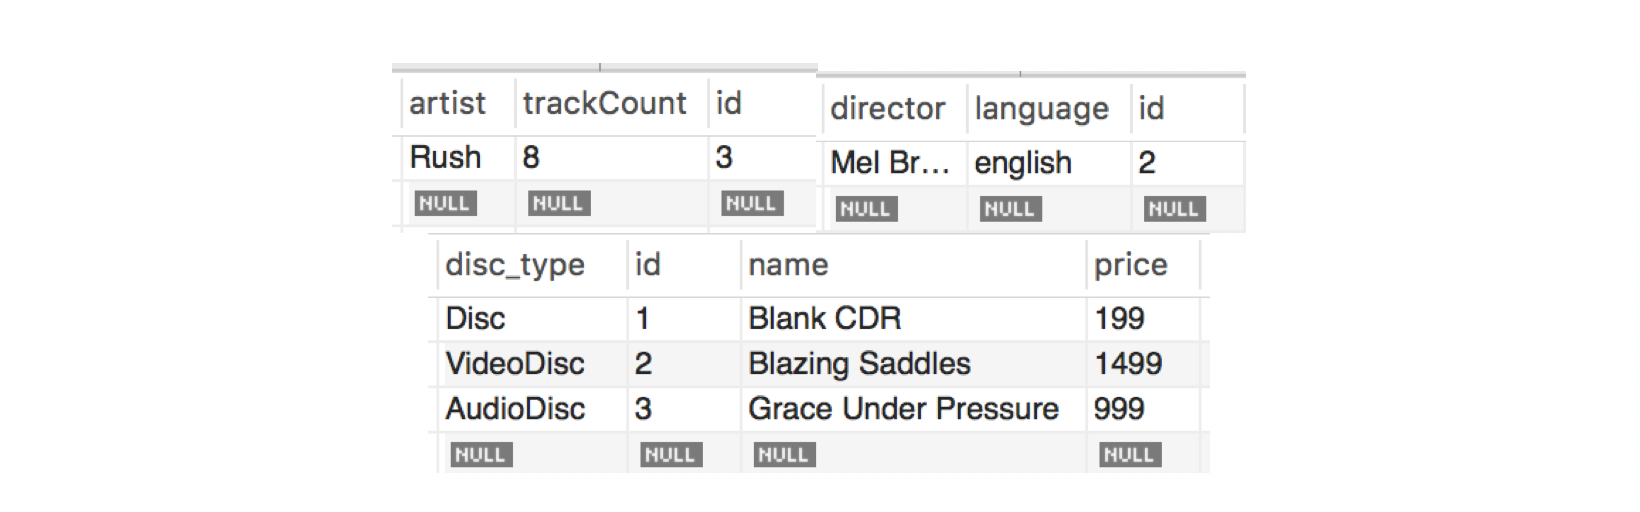 artist trackCount id
Rush 8 3
NULL NULL NULL
director language id
Mel Br... english 2
NULL NULL NULL
disc_type id name price
Disc 1 Blank CDR 199
VideoDisc 2 Blazing Saddles 1499
AudioDisc 3 Grace Under Pressure 999
NULL NULL NULL NULL